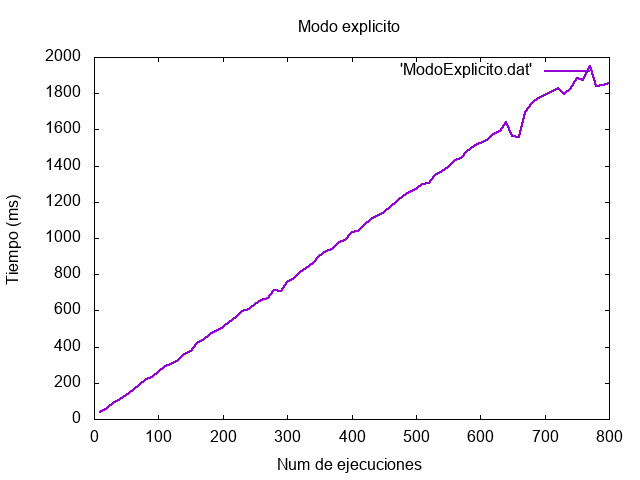 Modo explicito
'ModoExplicito.dat'
2000
1800
1600
1400
1200
1000
800
600
400
200
0
0 100 200 300 400 500 600 700 800
Tiempo (ms)
Num de ejecuciones